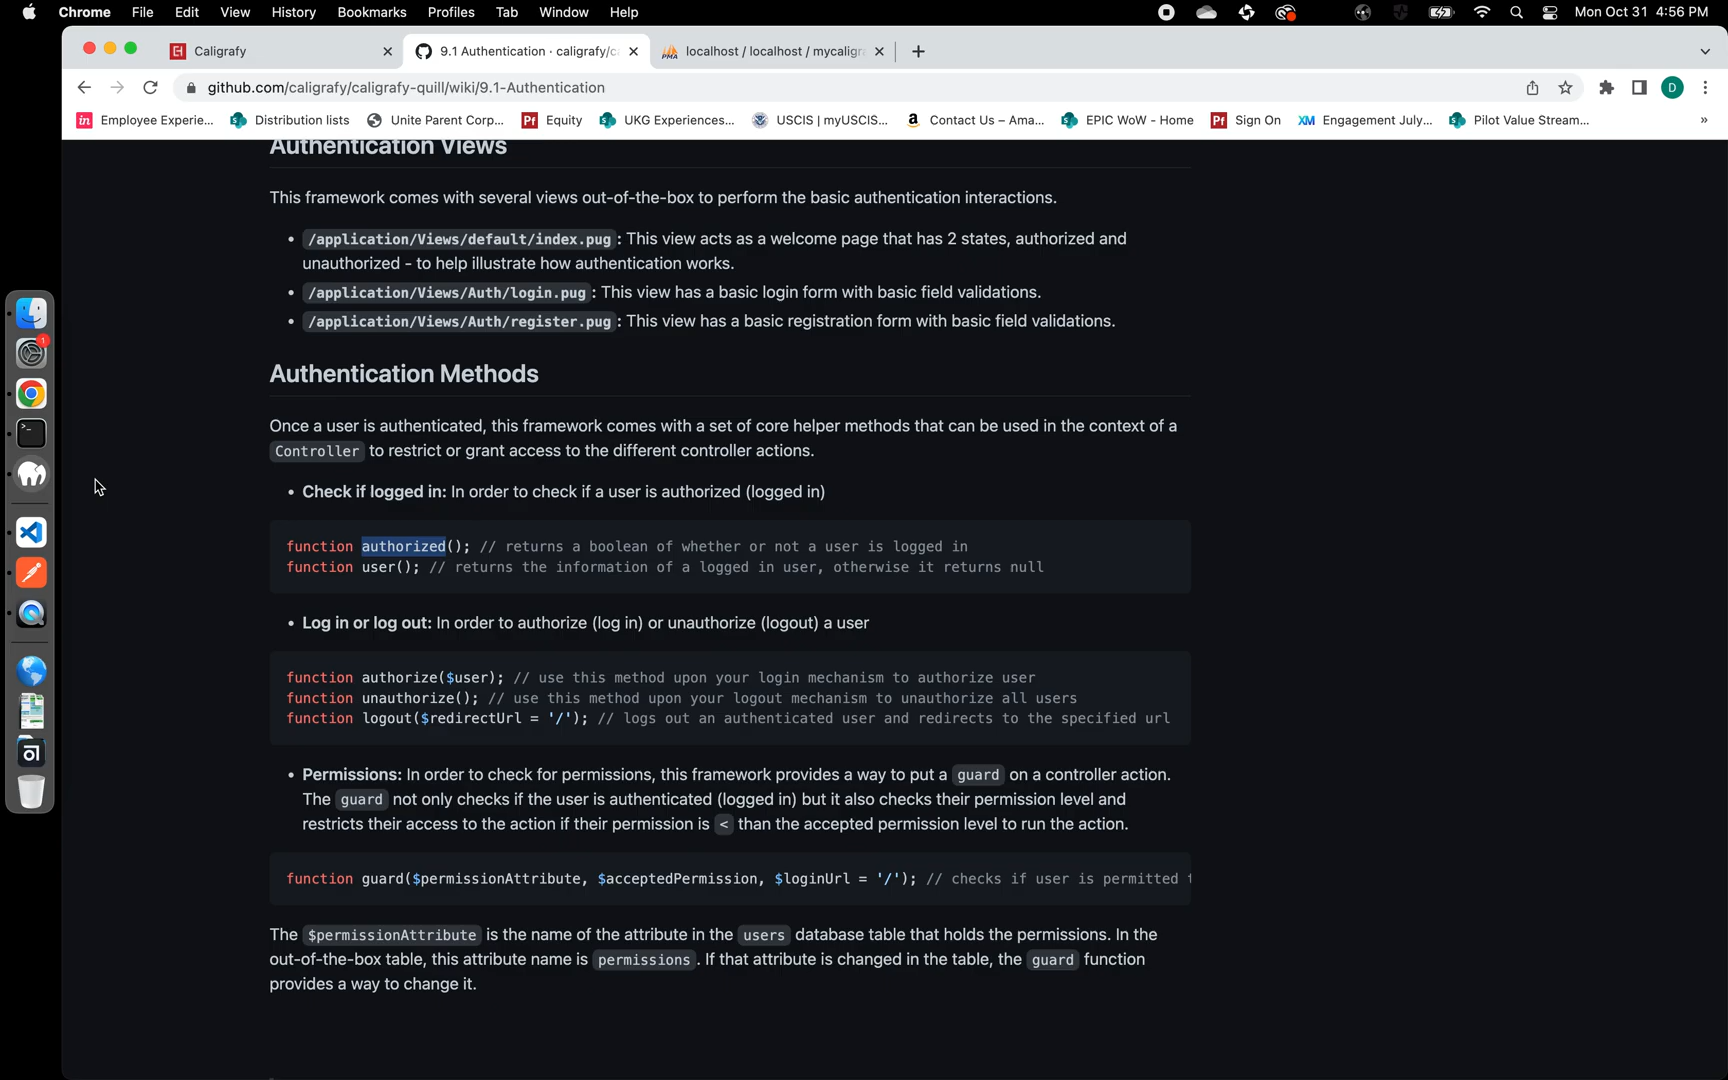 Chrome File Edit View History Bookmarks Profiles Tab Window Help Mon Oct 31 4:56 PM
Caligrafy 9.1 Authentication · caligrafy/c localhost / localhost / mycaligr
github.com/caligrafy/caligrafy-quill/wiki/9.1-Authentication D
Employee Experie... Distribution lists Unite Parent Corp... Equity UKG Experiences... USCIS | myUSCIS... Contact Us – Ama... EPIC WoW - Home Sign On Engagement July... Pilot Value Stream... »
Authentication Views
This framework comes with several views out-of-the-box to perform the basic authentication interactions.
• /application/Views/default/index.pug : This view acts as a welcome page that has 2 states, authorized and
unauthorized - to help illustrate how authentication works.
• /application/Views/Auth/login.pug : This view has a basic login form with basic field validations.
• /application/Views/Auth/register.pug : This view has a basic registration form with basic field validations.
Authentication Methods
Once a user is authenticated, this framework comes with a set of core helper methods that can be used in the context of a
Controller to restrict or grant access to the different controller actions.
• Check if logged in: In order to check if a user is authorized (logged in)
function authorized(); // returns a boolean of whether or not a user is logged in
function user(); // returns the information of a logged in user, otherwise it returns null
• Log in or log out: In order to authorize (log in) or unauthorize (logout) a user
function authorize($user); // use this method upon your login mechanism to authorize user
function unauthorize(); // use this method upon your logout mechanism to unauthorize all users
function logout($redirectUrl = '/'); // logs out an authenticated user and redirects to the specified url
• Permissions: In order to check for permissions, this framework provides a way to put a guard on a controller action.
The guard not only checks if the user is authenticated (logged in) but it also checks their permission level and
restricts their access to the action if their permission is < than the accepted permission level to run the action.
function guard($permissionAttribute, $acceptedPermission, $loginUrl = '/'); // checks if user is permitted
The $permissionAttribute is the name of the attribute in the users database table that holds the permissions. In the
out-of-the-box table, this attribute name is permissions . If that attribute is changed in the table, the guard function
provides a way to change it.